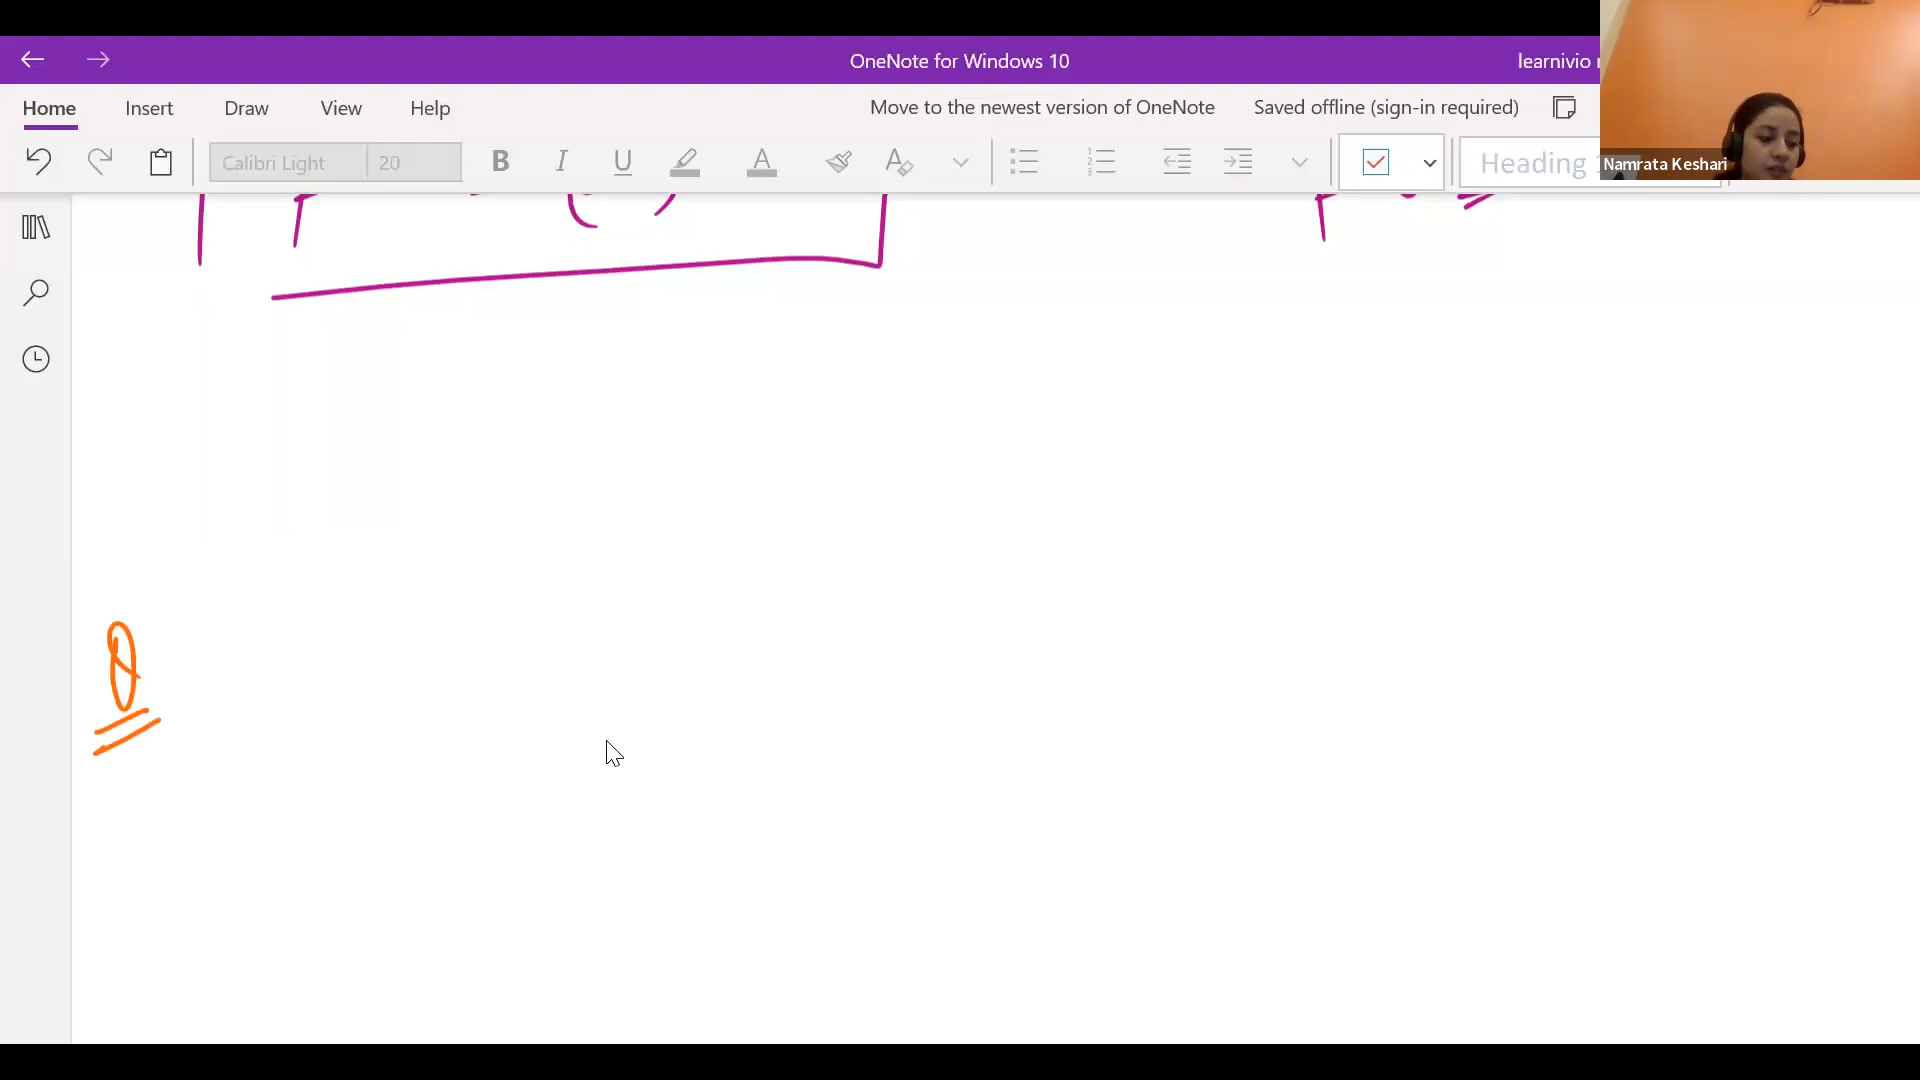 OneNote for Windows 10
learnivio
Home Insert Draw View Help
Move to the newest version of OneNote
Saved offline (sign-in required)
Calibri Light 20
B I U A A
Heading
Namrata Keshari
Q